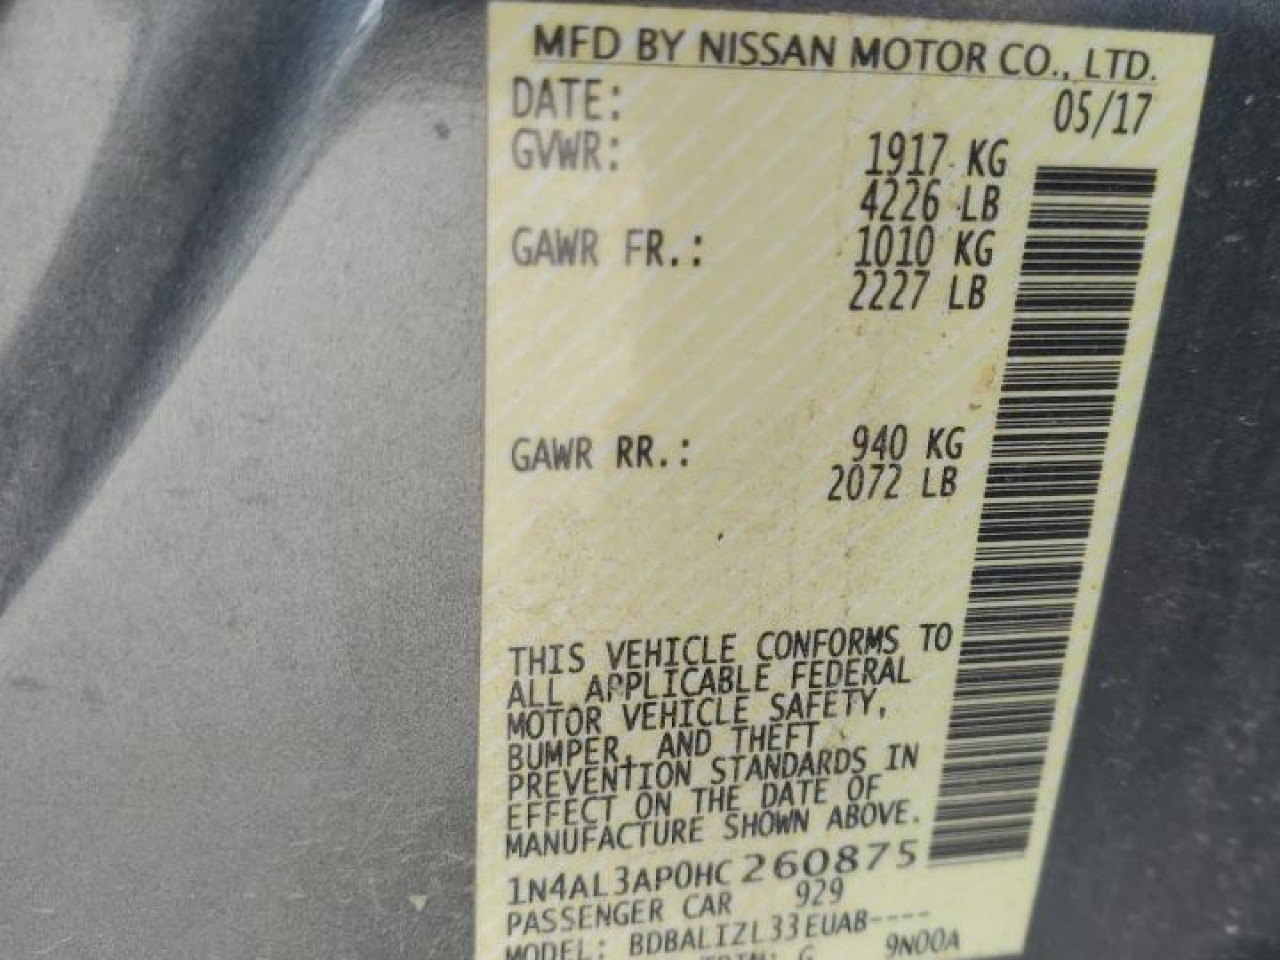 MFD BY NISSAN MOTOR CO., LTD.
DATE: 05/17
GVWR: 1917 KG
4226 LB
GAWR FR.: 1010 KG
2227 LB
GAWR RR.: 940 KG
2072 LB
THIS VEHICLE CONFORMS TO
ALL APPLICABLE FEDERAL
MOTOR VEHICLE SAFETY,
BUMPER, AND THEFT
PREVENTION STANDARDS IN
EFFECT ON THE DATE OF
MANUFACTURE SHOWN ABOVE.
1N4AL3AP0HC260875
PASSENGER CAR 929
MODEL: BDBALIZL33EUAB----
9N00A